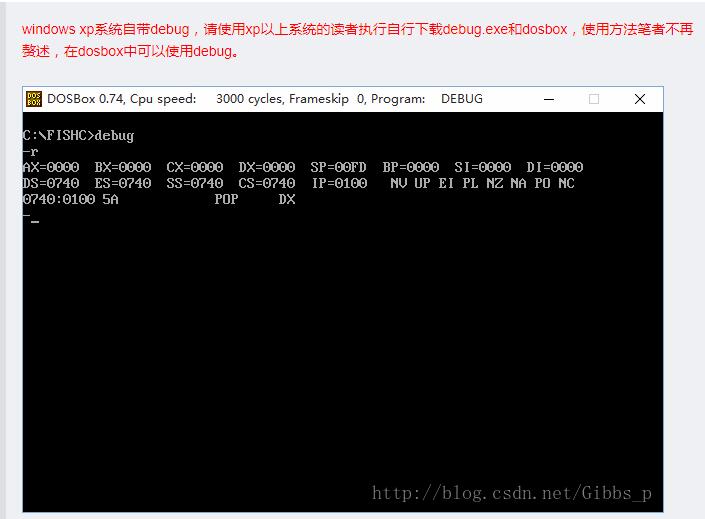 windows xp系统自带debug，请使用xp以上系统的读者执行自行下载debug.exe和dosbox，使用方法笔者不再
赘述，在dosbox中可以使用debug。
DOS
BOX
DOSBox 0.74, Cpu speed: 3000 cycles, Frameskip 0, Program: DEBUG
C:\FISHC>debug
-r
AX=0000 BX=0000 CX=0000 DX=0000 SP=00FD BP=0000 SI=0000 DI=0000
DS=0740 ES=0740 SS=0740 CS=0740 IP=0100 NV UP EI PL NZ NA PO NC
0740:0100 5A POP DX
-_
http://blog.csdn.net/Gibbs_p